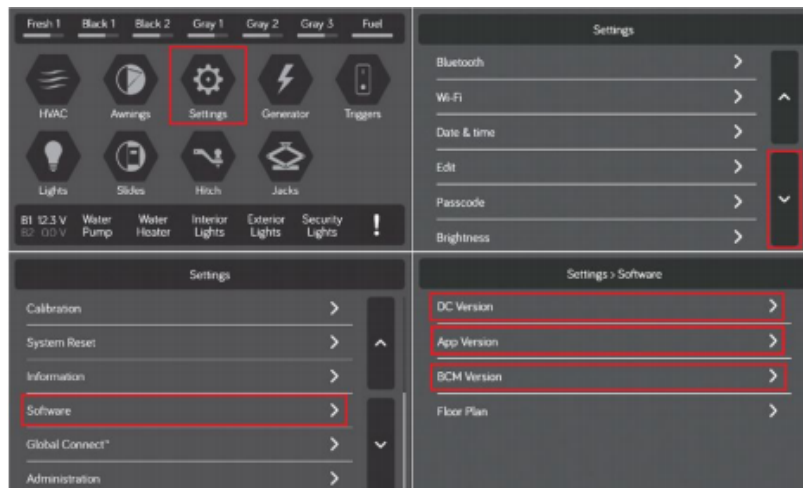 Fresh 1 Black 1 Black 2 Gray 1 Gray 2 Gray 3 Fuel
HVAC Awnings Settings Generator Triggers
Lights Slides Hitch Jacks
B1 12.3 V Water Water Interior Exterior Security
B2 0.0 V Pump Heater Lights Lights Lights !
Settings
Bluetooth
Wi-Fi
Date & time
Edit
Passcode
Brightness
Settings
Calibration
System Reset
Information
Software
Global Connect™
Administration
Settings > Software
DC Version
App Version
BCM Version
Floor Plan